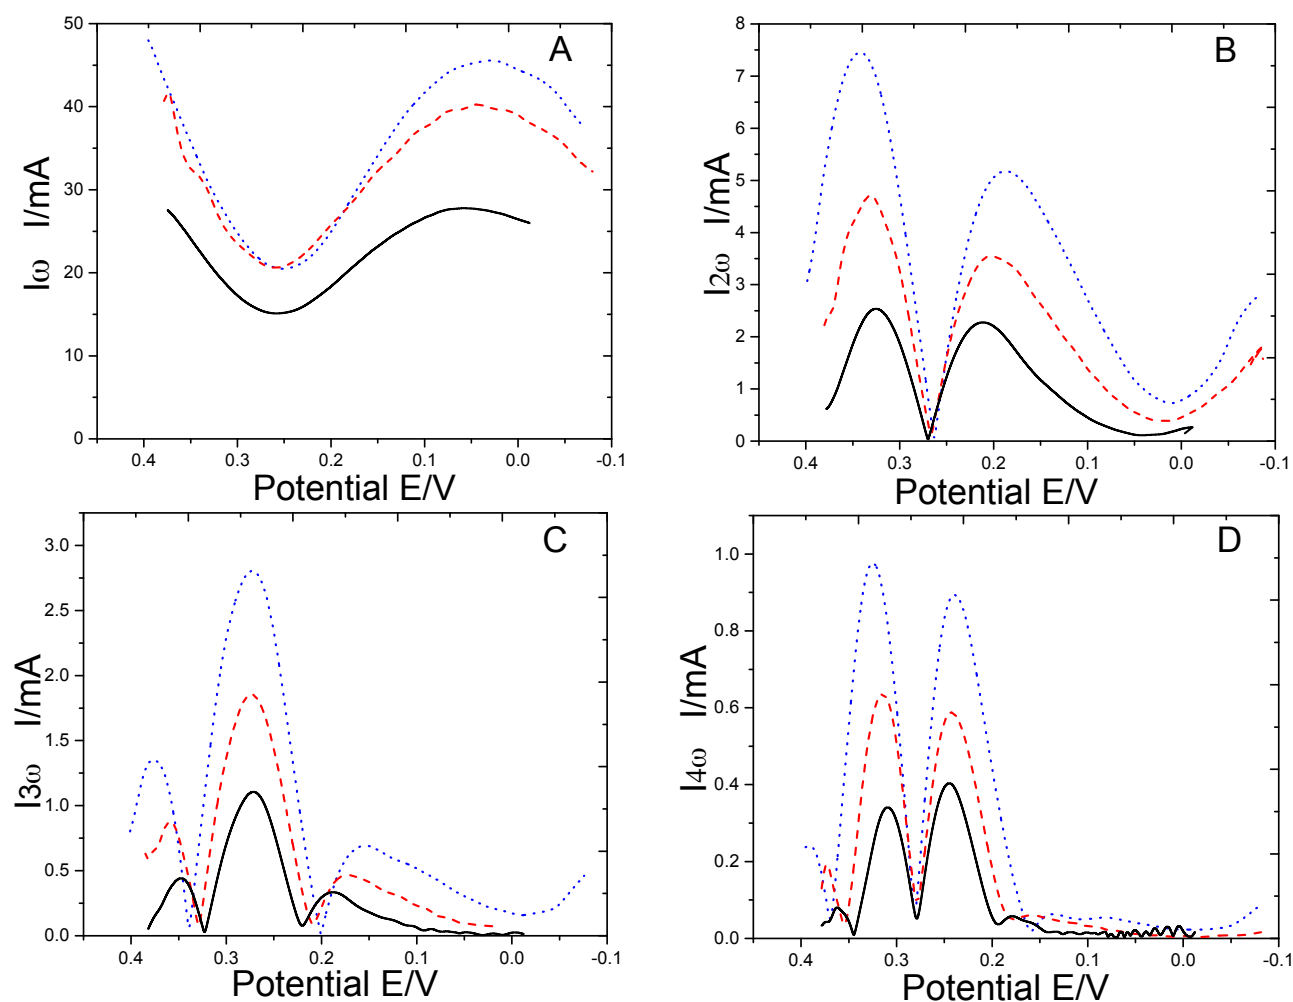 A
50
40
30
20
10
0
Iω I/mA
0.4 0.3 0.2 0.1 0.0 -0.1
Potential E/V
B
8
7
6
5
4
3
2
1
0
I2ω I/mA
0.4 0.3 0.2 0.1 0.0 -0.1
Potential E/V
C
3.0
2.5
2.0
1.5
1.0
0.5
0.0
I3ω I/mA
0.4 0.3 0.2 0.1 0.0 -0.1
Potential E/V
D
1.0
0.8
0.6
0.4
0.2
0.0
I4ω I/mA
0.4 0.3 0.2 0.1 0.0 -0.1
Potential E/V